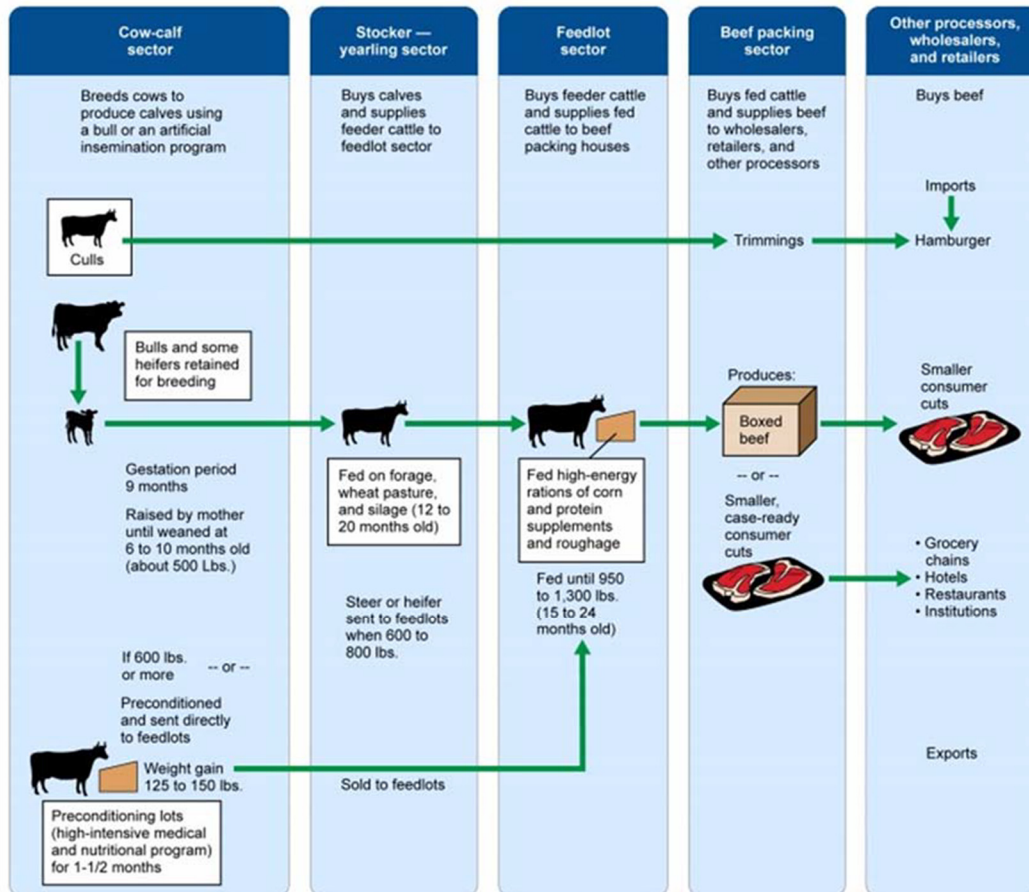 Cow-calf
sector
Breeds cows to
produce calves using
a bull or an artificial
insemination program
Culls
Bulls and some
heifers retained
for breeding
Gestation period
9 months
Raised by mother
until weaned at
6 to 10 months old
(about 500 Lbs.)
If 600 lbs.
or more
-- or --
Preconditioned
and sent directly
to feedlots
Weight gain
125 to 150 lbs.
Preconditioning lots
(high-intensive medical
and nutritional program)
for 1-1/2 months
Stocker —
yearling sector
Buys calves
and supplies
feeder cattle to
feedlot sector
Fed on forage,
wheat pasture,
and silage (12 to
20 months old)
Steer or heifer
sent to feedlots
when 600 to
800 lbs.
Sold to feedlots
Feedlot
sector
Buys feeder cattle
and supplies fed
cattle to beef
packing houses
Fed high-energy
rations of corn
and protein
supplements
and roughage
Fed until 950
to 1,300 lbs.
(15 to 24
months old)
Beef packing
sector
Buys fed cattle
and supplies beef
to wholesalers,
retailers, and
other processors
Trimmings
Produces:
Boxed
beef
-- or --
Smaller,
case-ready
consumer
cuts
Other processors,
wholesalers,
and retailers
Buys beef
Imports
Hamburger
Smaller
consumer
cuts
• Grocery
chains
• Hotels
• Restaurants
• Institutions
Exports